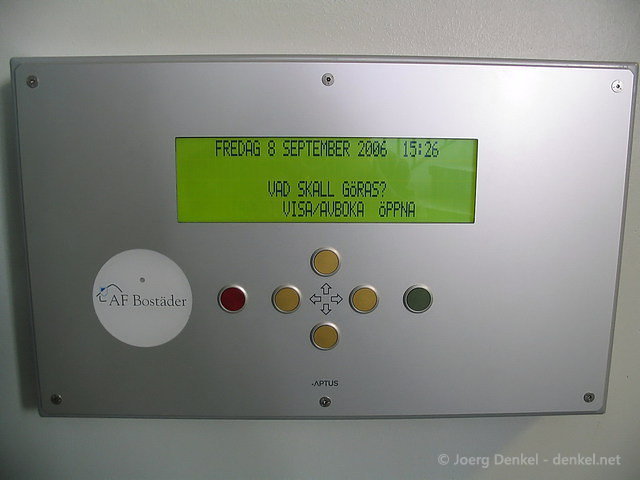 FREDAG 8 SEPTEMBER 2006 15:26
VAD SKALL GöRAS?
VISA/AVBOKA öPPNA
AF Bostäder
APTUS
© Joerg Denkel - denkel.net